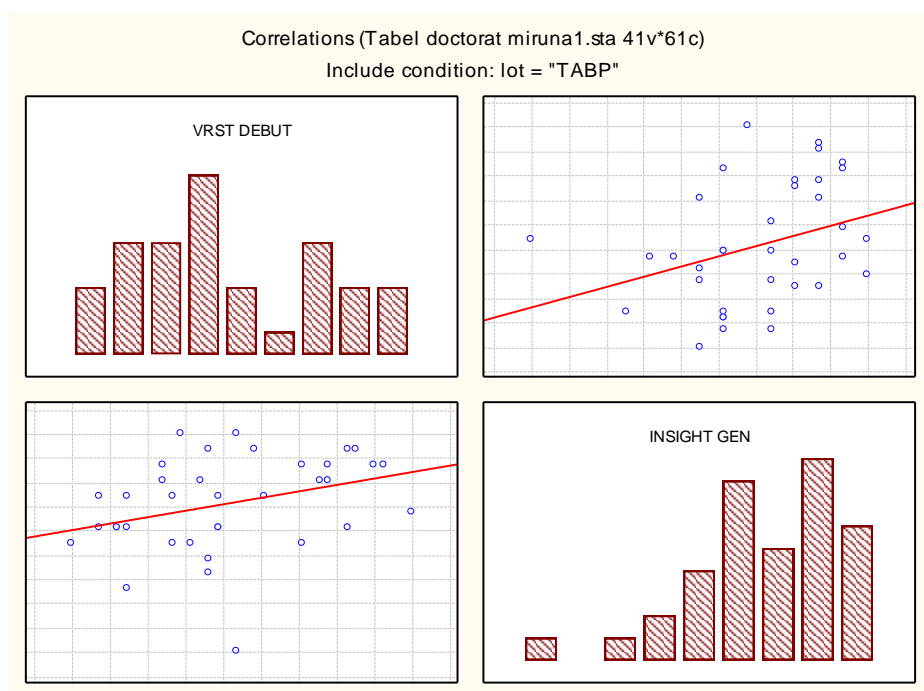 Correlations (Tabel doctorat miruna1.sta 41v*61c)
Include condition: lot = "TABP"
VRST DEBUT
INSIGHT GEN